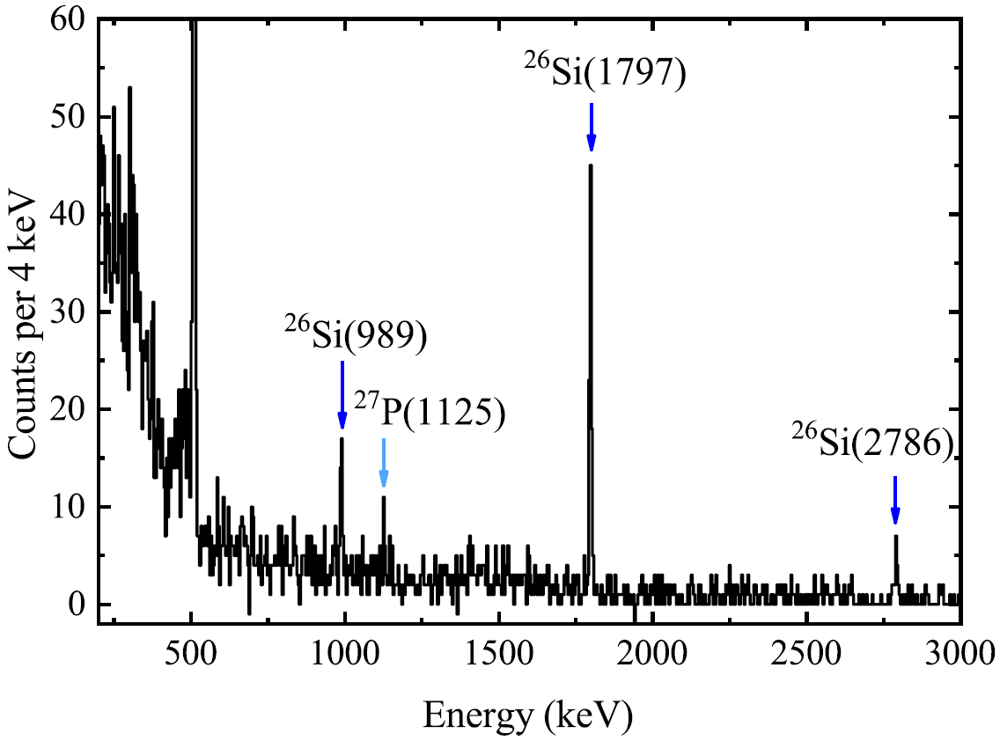 60
50
40
30
20
10
0
Counts per 4 keV
²⁶Si(1797)
²⁶Si(989)
²⁷P(1125)
²⁶Si(2786)
500 1000 1500 2000 2500 3000
Energy (keV)